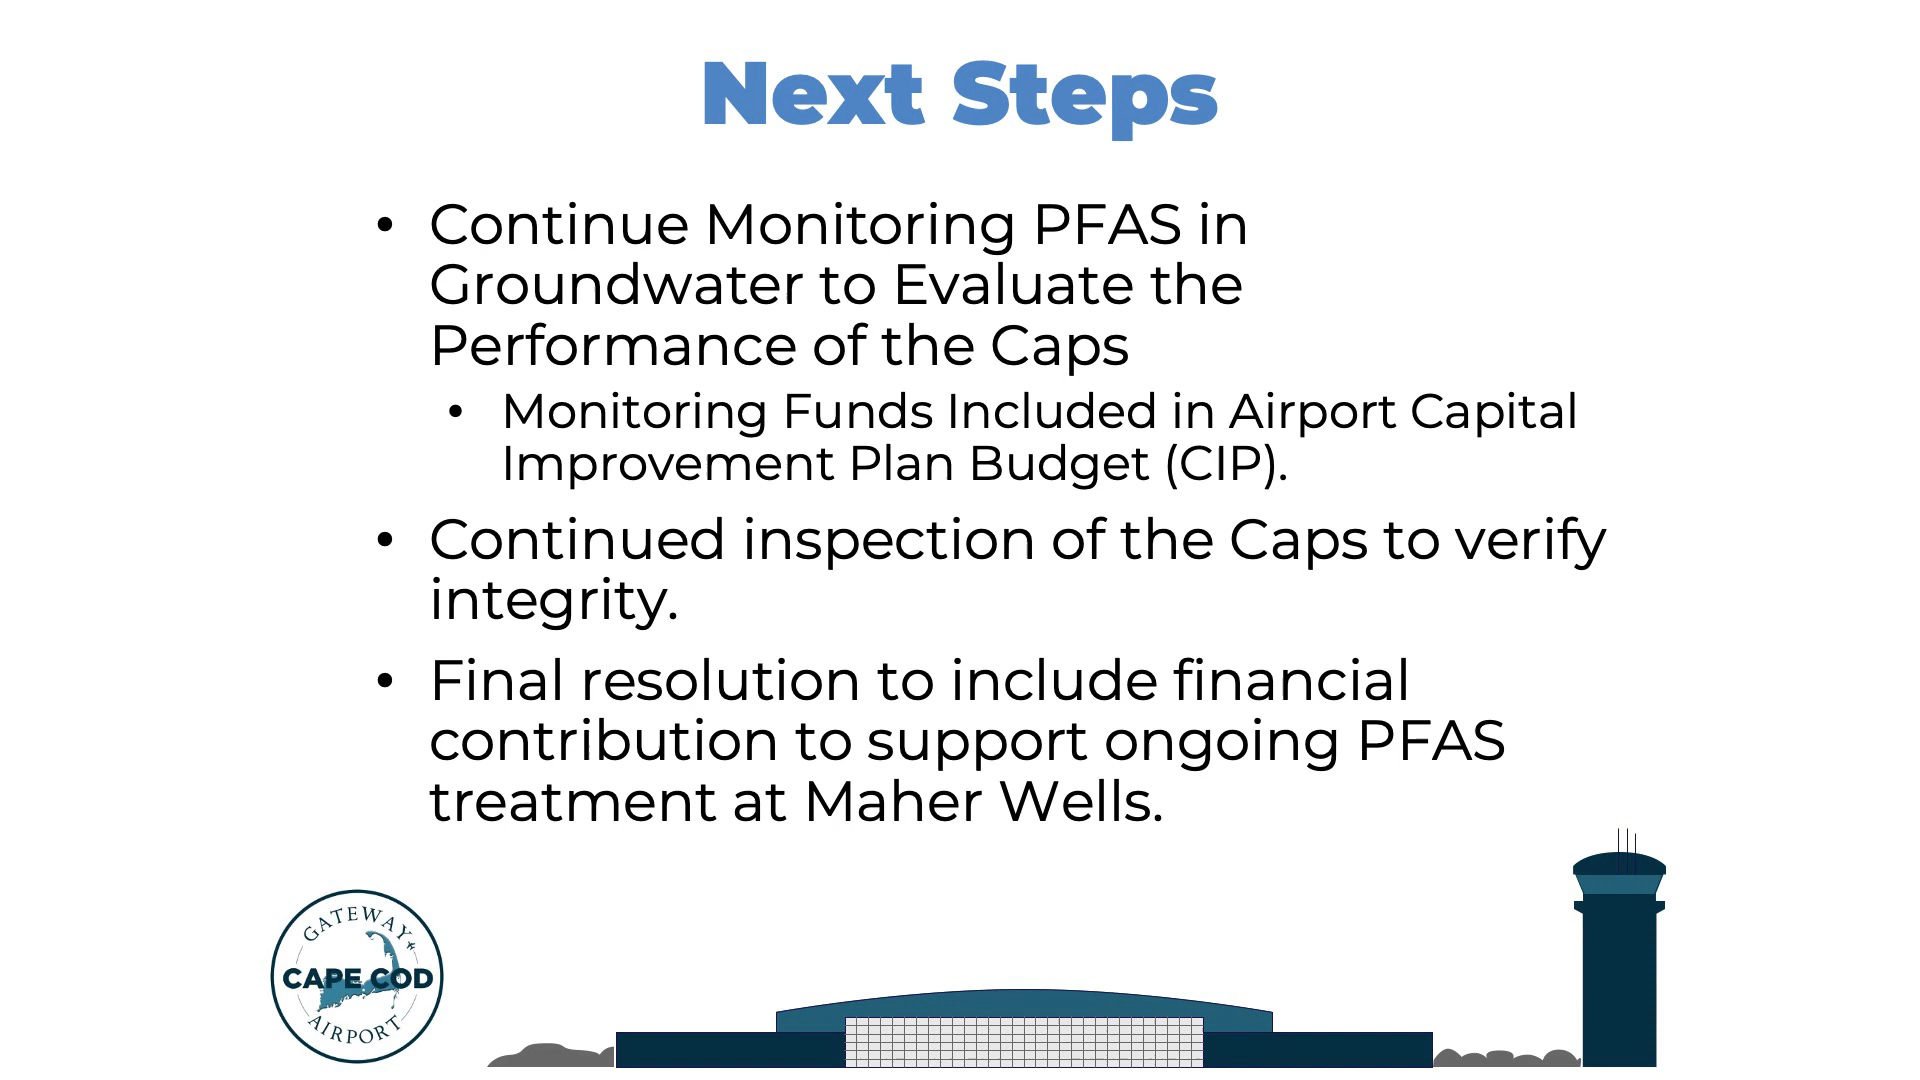 Next Steps
• Continue Monitoring PFAS in
Groundwater to Evaluate the
Performance of the Caps
• Monitoring Funds Included in Airport Capital
Improvement Plan Budget (CIP).
• Continued inspection of the Caps to verify
integrity.
• Final resolution to include financial
contribution to support ongoing PFAS
treatment at Maher Wells.
GATEWAY
CAPE COD
AIRPORT